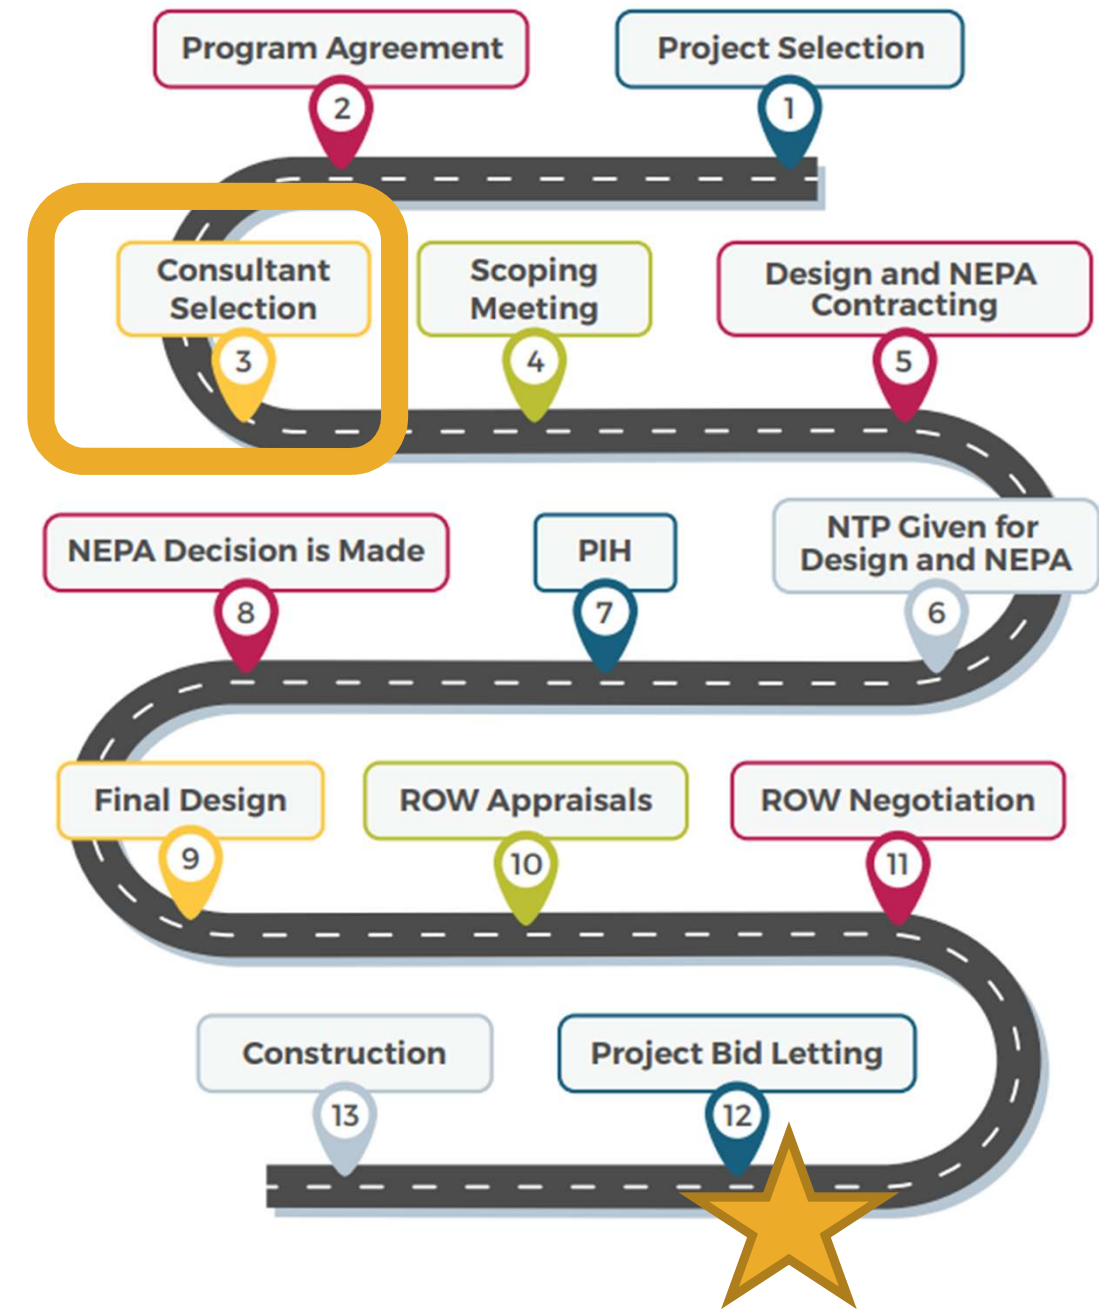 Program Agreement
2
Project Selection
1
Consultant
Selection
3
Scoping
Meeting
4
Design and NEPA
Contracting
5
NEPA Decision is Made
8
PIH
7
NTP Given for
Design and NEPA
6
Final Design
9
ROW Appraisals
10
ROW Negotiation
11
Construction
13
Project Bid Letting
12